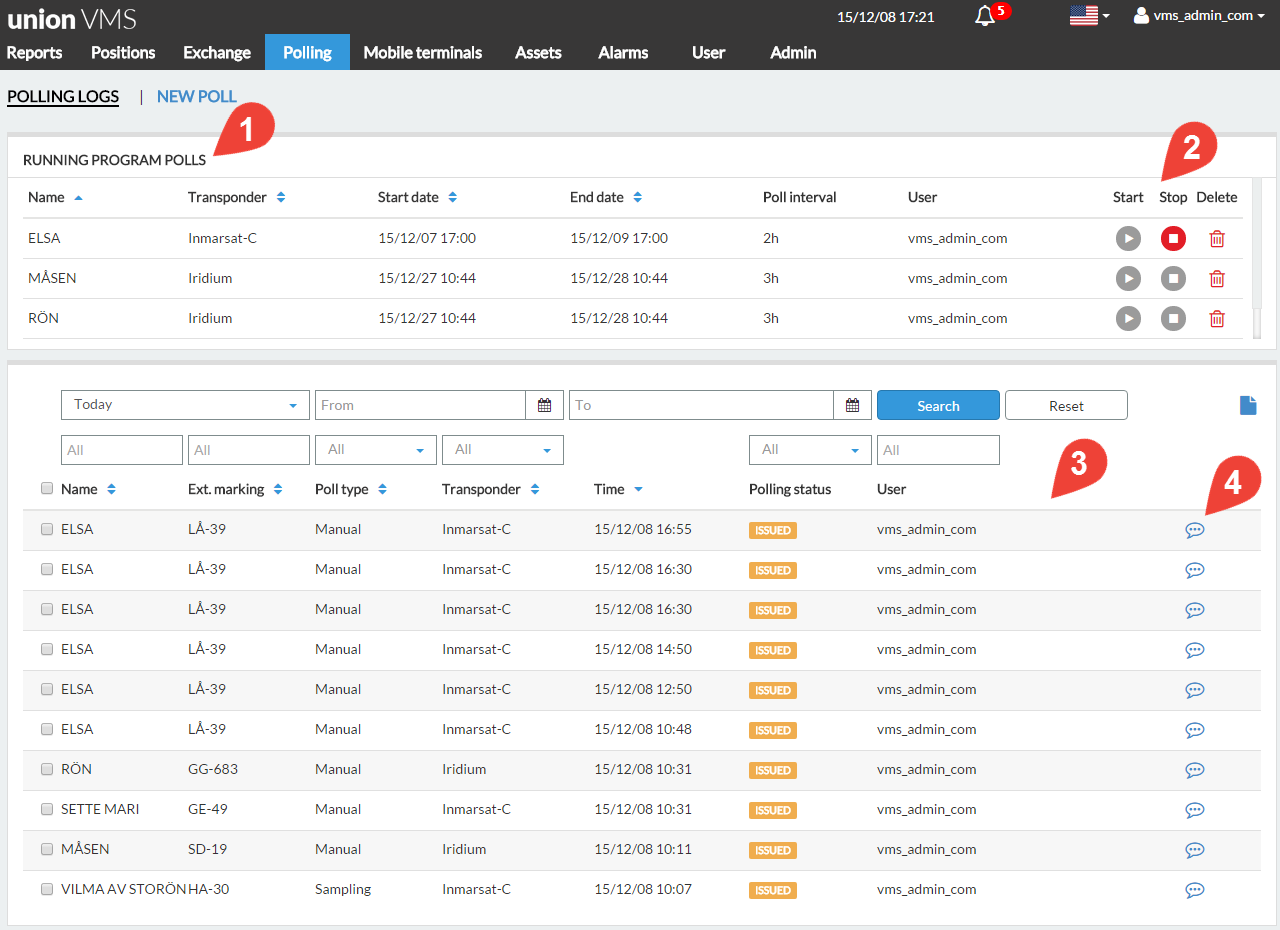 union VMS 15/12/08 17:21 5 vms_admin_com
Reports Positions Exchange Polling Mobile terminals Assets Alarms User Admin
POLLING LOGS | NEW POLL
1
2
RUNNING PROGRAM POLLS
Name Transponder Start date End date Poll interval User Start Stop Delete
ELSA Inmarsat-C 15/12/07 17:00 15/12/09 17:00 2h vms_admin_com
MÅSEN Iridium 15/12/27 10:44 15/12/28 10:44 3h vms_admin_com
RÖN Iridium 15/12/27 10:44 15/12/28 10:44 3h vms_admin_com
Today From To Search Reset
All All All All All All
3
4
Name Ext. marking Poll type Transponder Time Polling status User
ELSA LÅ-39 Manual Inmarsat-C 15/12/08 16:55 ISSUED vms_admin_com
ELSA LÅ-39 Manual Inmarsat-C 15/12/08 16:30 ISSUED vms_admin_com
ELSA LÅ-39 Manual Inmarsat-C 15/12/08 16:30 ISSUED vms_admin_com
ELSA LÅ-39 Manual Inmarsat-C 15/12/08 14:50 ISSUED vms_admin_com
ELSA LÅ-39 Manual Inmarsat-C 15/12/08 12:50 ISSUED vms_admin_com
ELSA LÅ-39 Manual Inmarsat-C 15/12/08 10:48 ISSUED vms_admin_com
RÖN GG-683 Manual Iridium 15/12/08 10:31 ISSUED vms_admin_com
SETTE MARI GE-49 Manual Inmarsat-C 15/12/08 10:31 ISSUED vms_admin_com
MÅSEN SD-19 Manual Iridium 15/12/08 10:11 ISSUED vms_admin_com
VILMA AV STORÖN HA-30 Sampling Inmarsat-C 15/12/08 10:07 ISSUED vms_admin_com